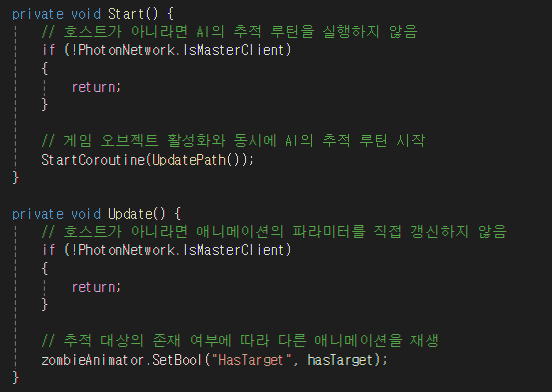 private void Start() {
// 호스트가 아니라면 AI의 추적 루틴을 실행하지 않음
if (!PhotonNetwork.IsMasterClient)
{
return;
}
// 게임 오브젝트 활성화와 동시에 AI의 추적 루틴 시작
StartCoroutine(UpdatePath());
}
private void Update() {
// 호스트가 아니라면 애니메이션의 파라미터를 직접 갱신하지 않음
if (!PhotonNetwork.IsMasterClient)
{
return;
}
// 추적 대상의 존재 여부에 따라 다른 애니메이션을 재생
zombieAnimator.SetBool("HasTarget", hasTarget);
}